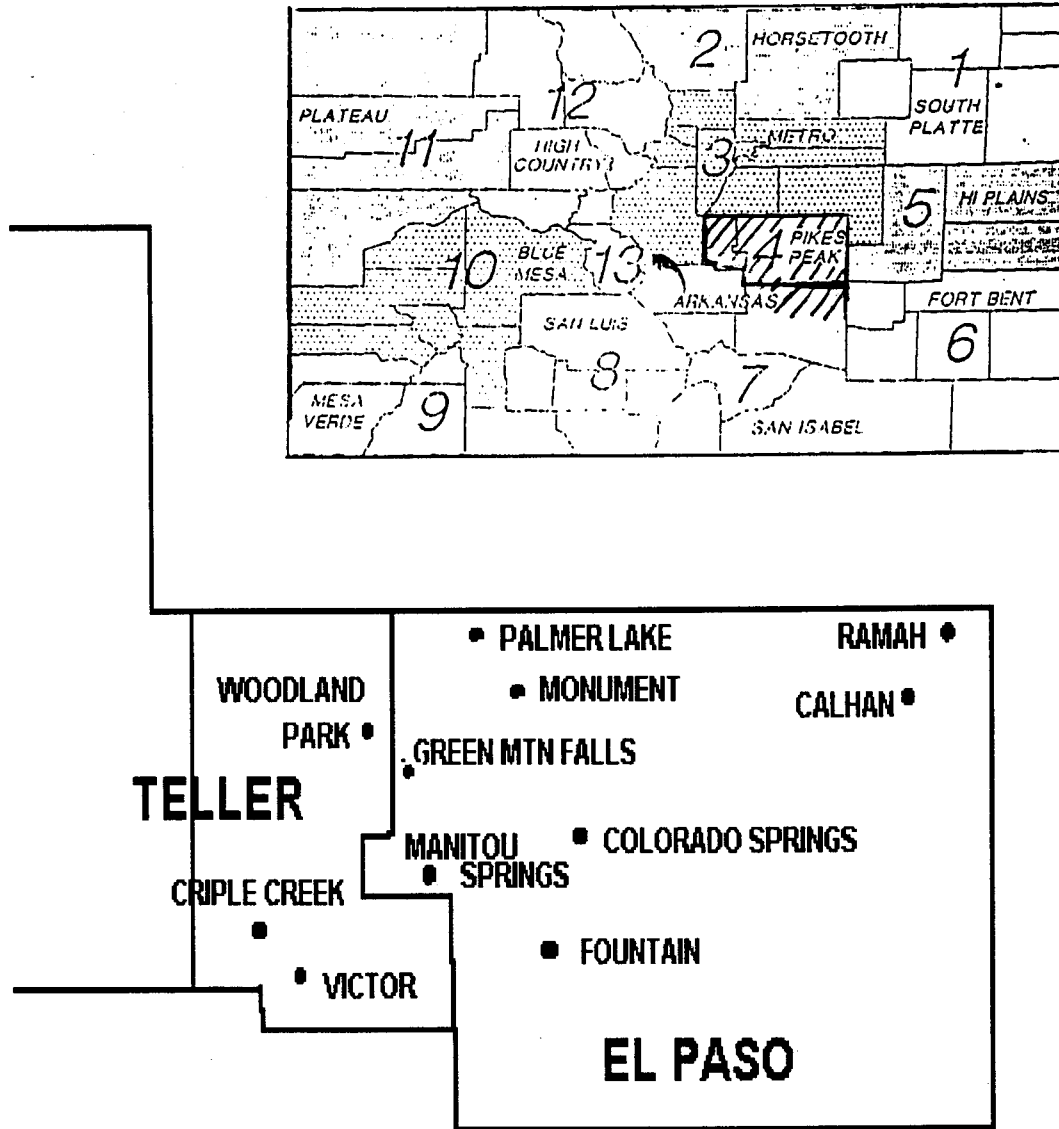 2
HORSETOOTH
1
12
PLATEAU
SOUTH
PLATTE
11
HIGH
COUNTRY
3
METRO
5
HI PLAINS
4
PIKES
PEAK
10
BLUE
MESA
13
ARKANSAS
FORT BENT
SAN LUIS
6
8
7
MESA
VERDE
9
SAN ISABEL
PALMER LAKE
RAMAH
WOODLAND
PARK
MONUMENT
CALHAN
GREEN MTN FALLS
TELLER
MANITOU
SPRINGS
COLORADO SPRINGS
CRIPLE CREEK
FOUNTAIN
VICTOR
EL PASO